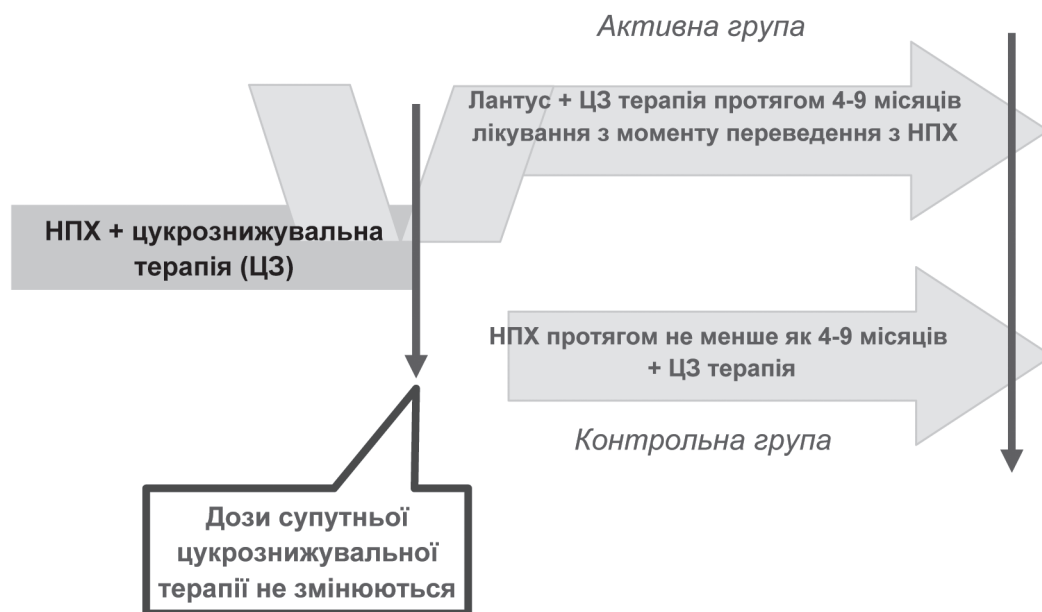 Активна група
Лантус + ЦЗ терапія протягом 4-9 місяців
лікування з моменту переведення з НПХ
НПХ + цукрознижувальна
терапія (ЦЗ)
НПХ протягом не менше як 4-9 місяців
+ ЦЗ терапія
Контрольна група
Дози супутньої
цукрознижувальної
терапії не змінюються